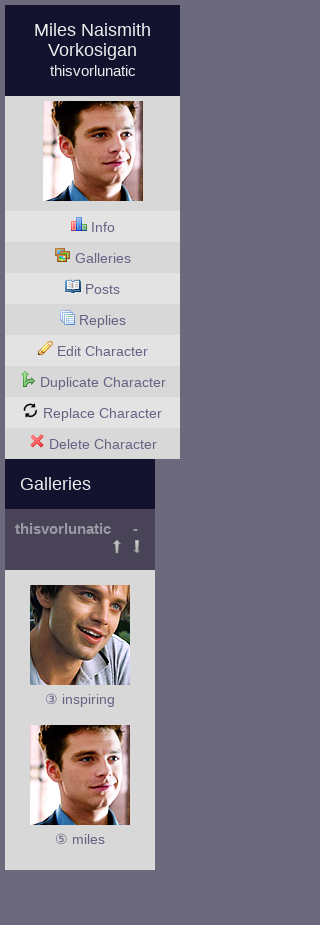 Miles Naismith
Vorkosigan
thisvorlunatic
Info
Galleries
Posts
Replies
Edit Character
Duplicate Character
Replace Character
Delete Character
Galleries
thisvorlunatic -
③ inspiring
⑤ miles